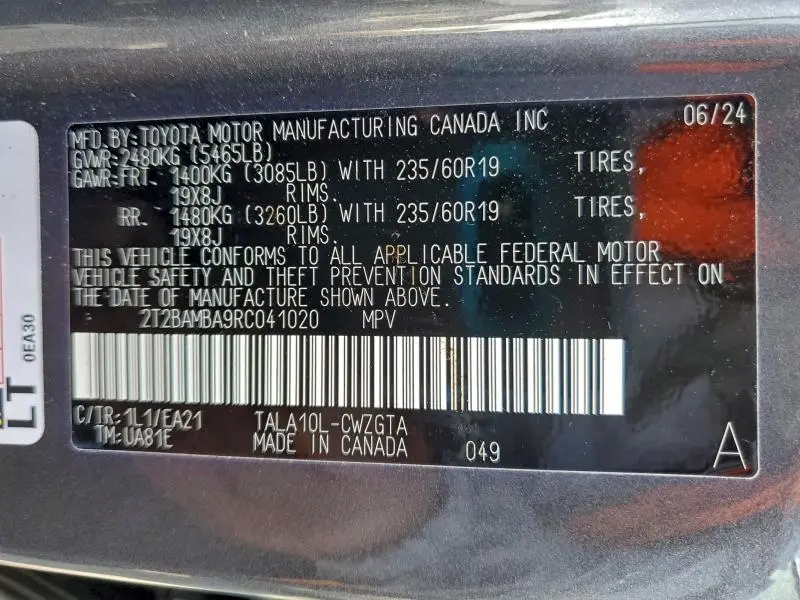 MFD.BY:TOYOTA MOTOR MANUFACTURING CANADA INC 06/24
GVWR:2480KG (5465LB)
GAWR:FRT. 1400KG (3085LB) WITH 235/60R19 TIRES,
19X8J RIMS.
RR. 1480KG (3260LB) WITH 235/60R19 TIRES,
19X8J RIMS.
THIS VEHICLE CONFORMS TO ALL APPLICABLE FEDERAL MOTOR
VEHICLE SAFETY AND THEFT PREVENTION STANDARDS IN EFFECT ON
THE DATE OF MANUFACTURE SHOWN ABOVE.
2T2BAMBA9RC041020 MPV
C/TR:1L1/EA21 TALA10L-CWZGTA
TM:UA81E MADE IN CANADA 049 A
LT
0EA30